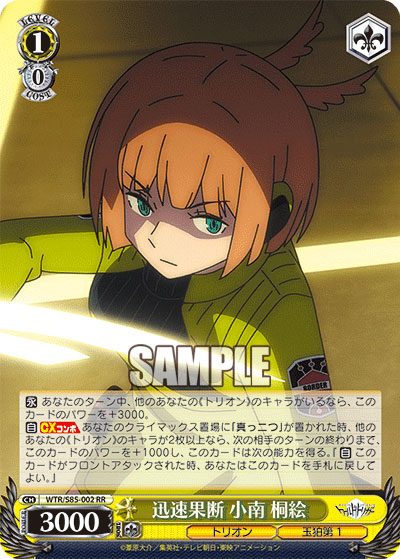 LEVEL
1
0
COST
BORDER
SAMPLE
永 あなたのターン中、他のあなたの《トリオン》のキャラがいるなら、こ
のカードのパワーを＋3000。
自 CXコンボ あなたのクライマックス置場に「真っ二つ」が置かれた時、他
のあなたの《トリオン》のキャラが2枚以上なら、次の相手のターンの終わりまで、
このカードのパワーを＋1000し、このカードは次の能力を得る。『自 こ
のカードがフロントアタックされた時、あなたはこのカードを手札に戻
してよい。』
CH WTR/S85-002 RR
迅速果断 小南 桐絵
POWER 3000 SOUL
トリオン 玉狛第1
©葦原大介／集英社・テレビ朝日・東映アニメーション